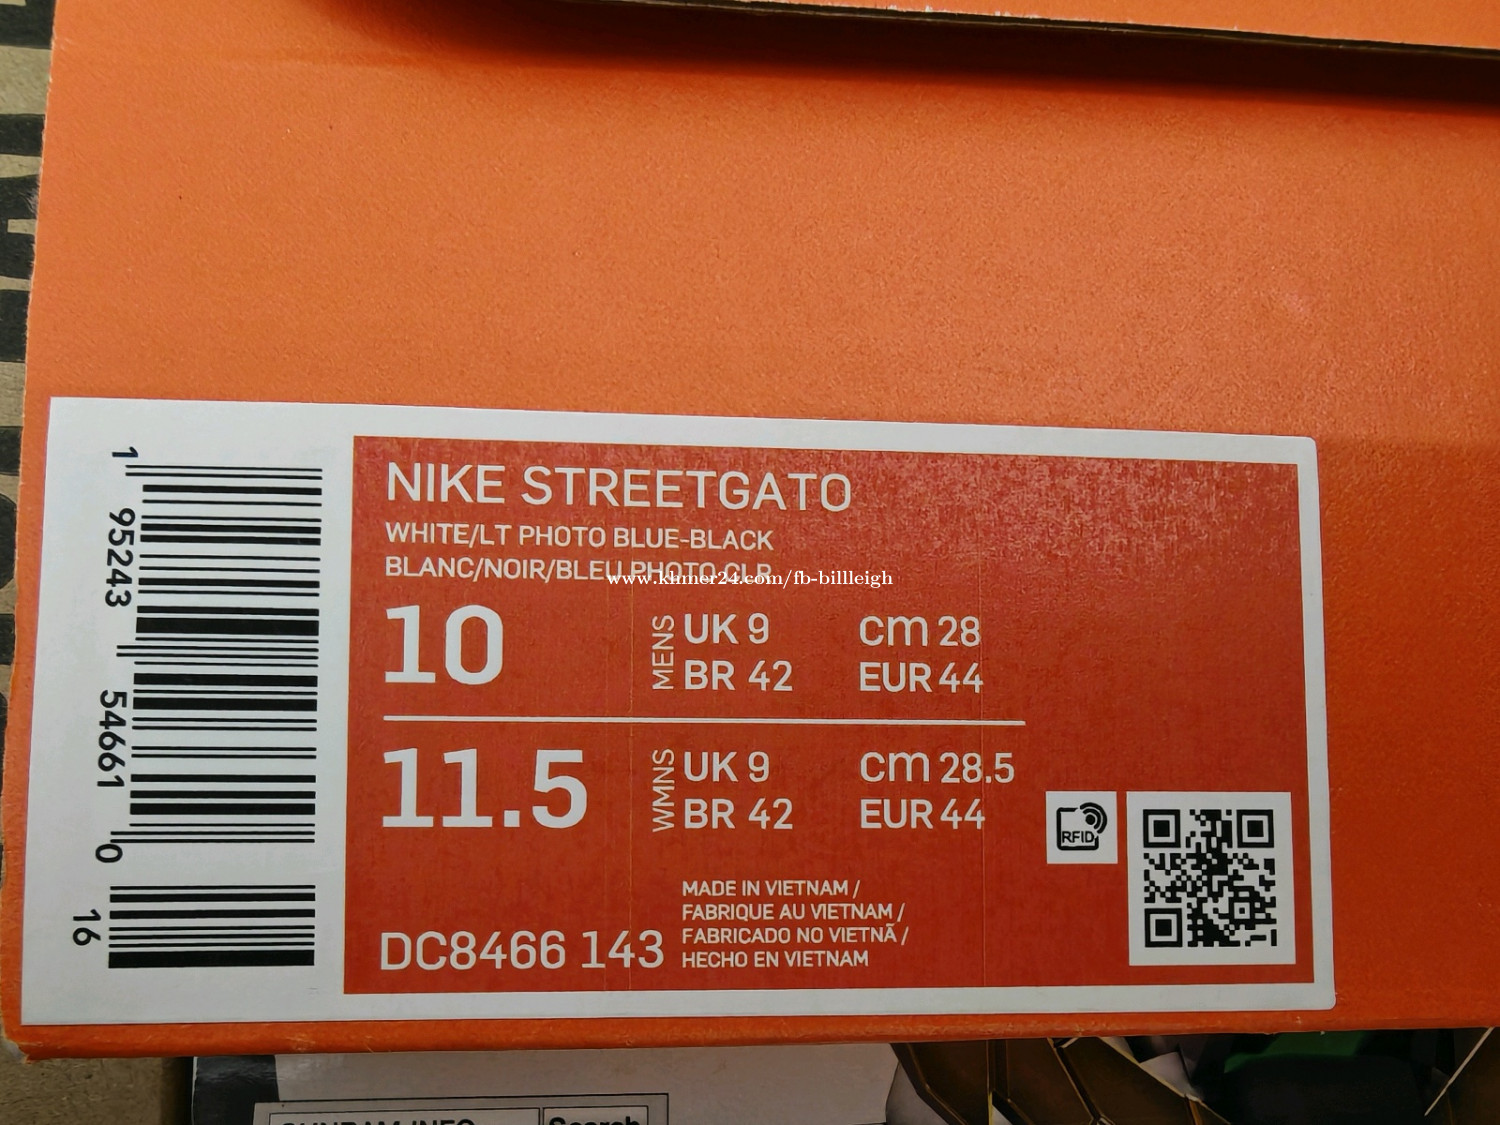 NIKE STREETGATO
WHITE/LT PHOTO BLUE-BLACK
BLANC/NOIR/BLEU PHOTO CLR
www.khmer24.com/fb-billleigh
10
MENS
UK 9
cm 28
BR 42
EUR 44
11.5
WMNS
UK 9
cm 28.5
BR 42
EUR 44
RFID
DC8466 143
MADE IN VIETNAM /
FABRIQUE AU VIETNAM /
FABRICADO NO VIETNÃ /
HECHO EN VIETNAM
1 95243 54661 0
16
Search